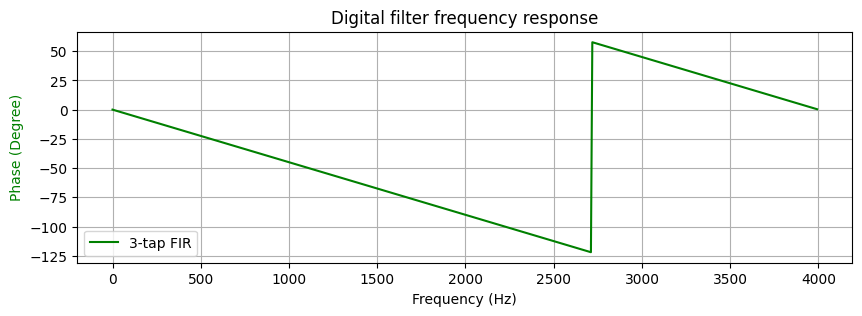 Digital filter frequency response
Phase (Degree)
50
25
0
−25
−50
−75
−100
−125
3-tap FIR
0 500 1000 1500 2000 2500 3000 3500 4000
Frequency (Hz)